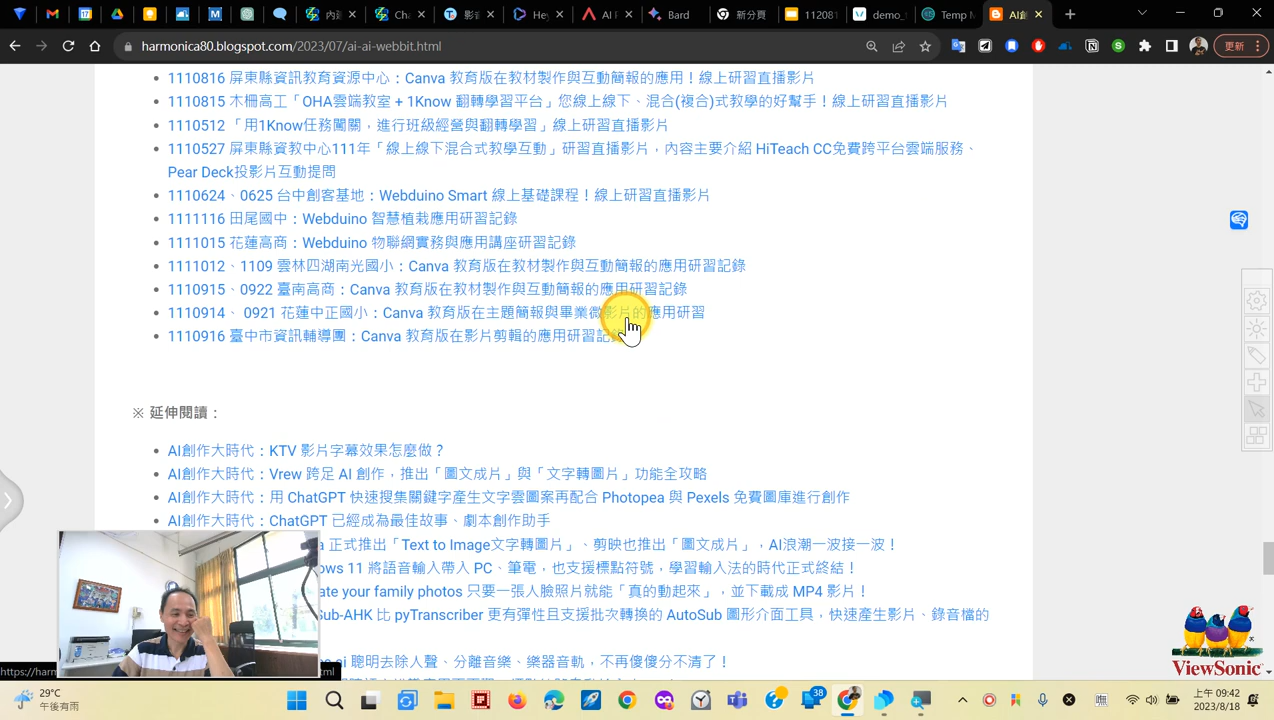 內建
Cha
影音
Hey
AI F
Bard
新分頁
112081
demo_
Temp M
AI創
harmonica80.blogspot.com/2023/07/ai-ai-webbit.html
更新
1110816 屏東縣資訊教育資源中心：Canva 教育版在教材製作與互動簡報的應用！線上研習直播影片
1110815 木柵高工「OHA雲端教室 + 1Know 翻轉學習平台」您線上線下、混合(複合)式教學的好幫手！線上研習直播影片
1110512 「用1Know任務闖關，進行班級經營與翻轉學習」線上研習直播影片
1110527 屏東縣資教中心111年「線上線下混合式教學互動」研習直播影片，內容主要介紹 HiTeach CC免費跨平台雲端服務、
Pear Deck投影片互動提問
1110624、0625 台中創客基地：Webduino Smart 線上基礎課程！線上研習直播影片
1111116 田尾國中：Webduino 智慧植栽應用研習記錄
1111015 花蓮高商：Webduino 物聯網實務與應用講座研習記錄
1111012、1109 雲林四湖南光國小：Canva 教育版在教材製作與互動簡報的應用研習記錄
1110915、0922 臺南高商：Canva 教育版在教材製作與互動簡報的應用研習記錄
1110914、 0921 花蓮中正國小：Canva 教育版在主題簡報與畢業微影片的應用研習
1110916 臺中市資訊輔導團：Canva 教育版在影片剪輯的應用研習記錄
※ 延伸閱讀：
AI創作大時代：KTV 影片字幕效果怎麼做？
AI創作大時代：Vrew 跨足 AI 創作，推出「圖文成片」與「文字轉圖片」功能全攻略
AI創作大時代：用 ChatGPT 快速搜集關鍵字產生文字雲圖案再配合 Photopea 與 Pexels 免費圖庫進行創作
AI創作大時代：ChatGPT 已經成為最佳故事、劇本創作助手
a 正式推出「Text to Image文字轉圖片」、剪映也推出「圖文成片」，AI浪潮一波接一波！
ows 11 將語音輸入帶入 PC、筆電，也支援標點符號，學習輸入法的時代正式終結！
ate your family photos 只要一張人臉照片就能「真的動起來」，並下載成 MP4 影片！
Sub-AHK 比 pyTranscriber 更有彈性且支援批次轉換的 AutoSub 圖形介面工具，快速產生影片、錄音檔的
s.ai 聰明去除人聲、分離音樂、樂器音軌，不再傻傻分不清了！
https://harm
ml
ViewSonic
29°C
午後有雨
38
上午 09:42
2023/8/18